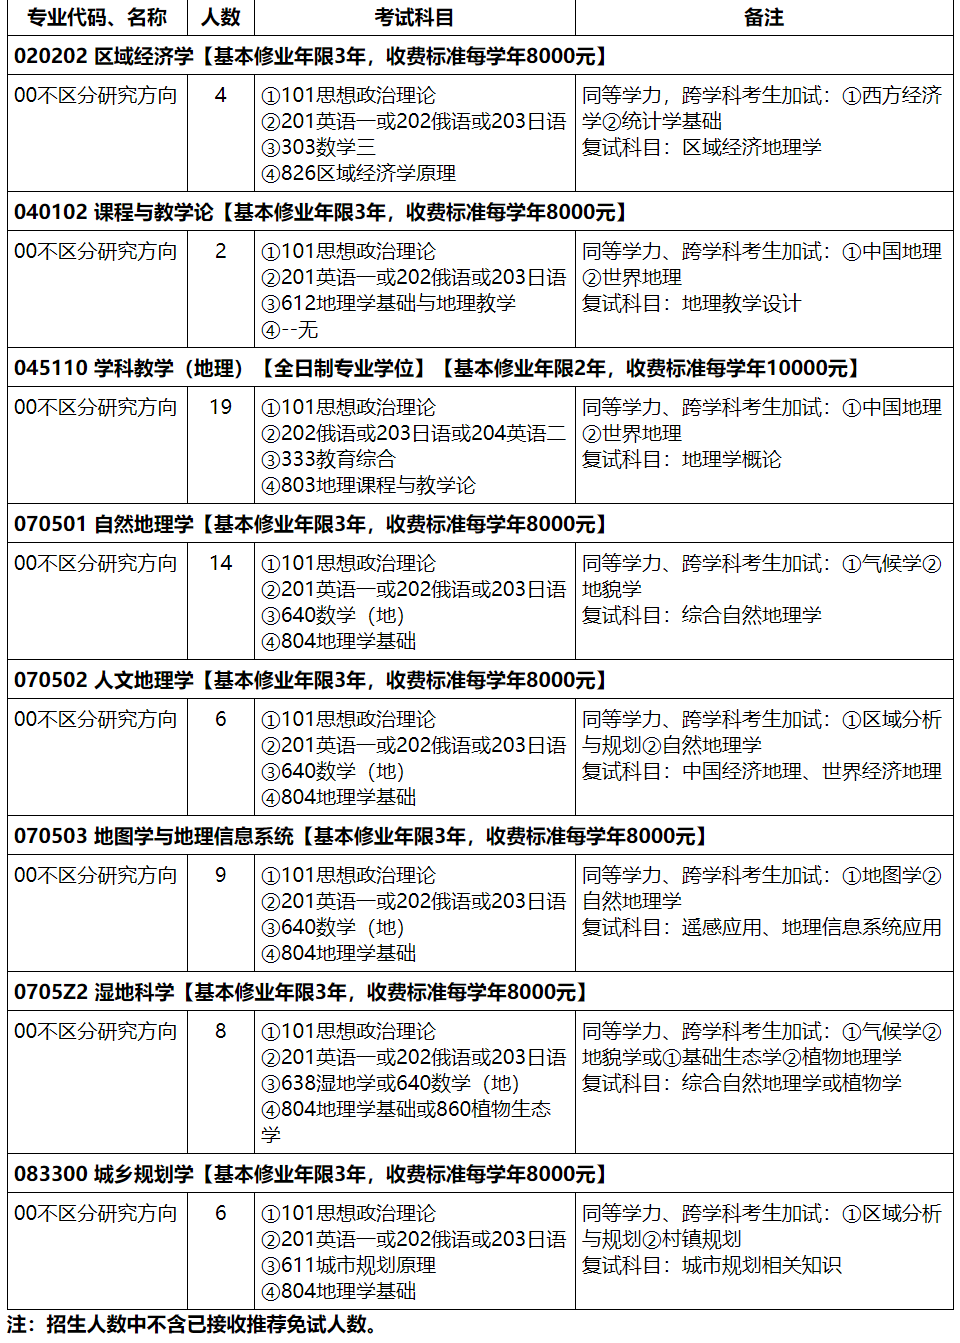 专业代码、名称 人数 考试科目 备注
020202 区域经济学【基本修业年限3年，收费标准每学年8000元】
00不区分研究方向 4
①101思想政治理论
②201英语一或202俄语或203日语
③303数学三
④826区域经济学原理
同等学力，跨学科考生加试：①西方经济
学②统计学基础
复试科目：区域经济地理学
040102 课程与教学论【基本修业年限3年，收费标准每学年8000元】
00不区分研究方向 2
①101思想政治理论
②201英语一或202俄语或203日语
③612地理学基础与地理教学
④--无
同等学力、跨学科考生加试：①中国地理
②世界地理
复试科目：地理教学设计
045110 学科教学（地理）【全日制专业学位】【基本修业年限2年，收费标准每学年10000元】
00不区分研究方向 19
①101思想政治理论
②202俄语或203日语或204英语二
③333教育综合
④803地理课程与教学论
同等学力、跨学科考生加试：①中国地理
②世界地理
复试科目：地理学概论
070501 自然地理学【基本修业年限3年，收费标准每学年8000元】
00不区分研究方向 14
①101思想政治理论
②201英语一或202俄语或203日语
③640数学（地）
④804地理学基础
同等学力、跨学科考生加试：①气候学②
地貌学
复试科目：综合自然地理学
070502 人文地理学【基本修业年限3年，收费标准每学年8000元】
00不区分研究方向 6
①101思想政治理论
②201英语一或202俄语或203日语
③640数学（地）
④804地理学基础
同等学力、跨学科考生加试：①区域分析
与规划②自然地理学
复试科目：中国经济地理、世界经济地理
070503 地图学与地理信息系统【基本修业年限3年，收费标准每学年8000元】
00不区分研究方向 9
①101思想政治理论
②201英语一或202俄语或203日语
③640数学（地）
④804地理学基础
同等学力、跨学科考生加试：①地图学②
自然地理学
复试科目：遥感应用、地理信息系统应用
0705Z2 湿地科学【基本修业年限3年，收费标准每学年8000元】
00不区分研究方向 8
①101思想政治理论
②201英语一或202俄语或203日语
③638湿地学或640数学（地）
④804地理学基础或860植物生态
学
同等学力、跨学科考生加试：①气候学②
地貌学或①基础生态学②植物地理学
复试科目：综合自然地理学或植物学
083300 城乡规划学【基本修业年限3年，收费标准每学年8000元】
00不区分研究方向 6
①101思想政治理论
②201英语一或202俄语或203日语
③611城市规划原理
④804地理学基础
同等学力、跨学科考生加试：①区域分析
与规划②村镇规划
复试科目：城市规划相关知识
注：招生人数中不含已接收推荐免试人数。